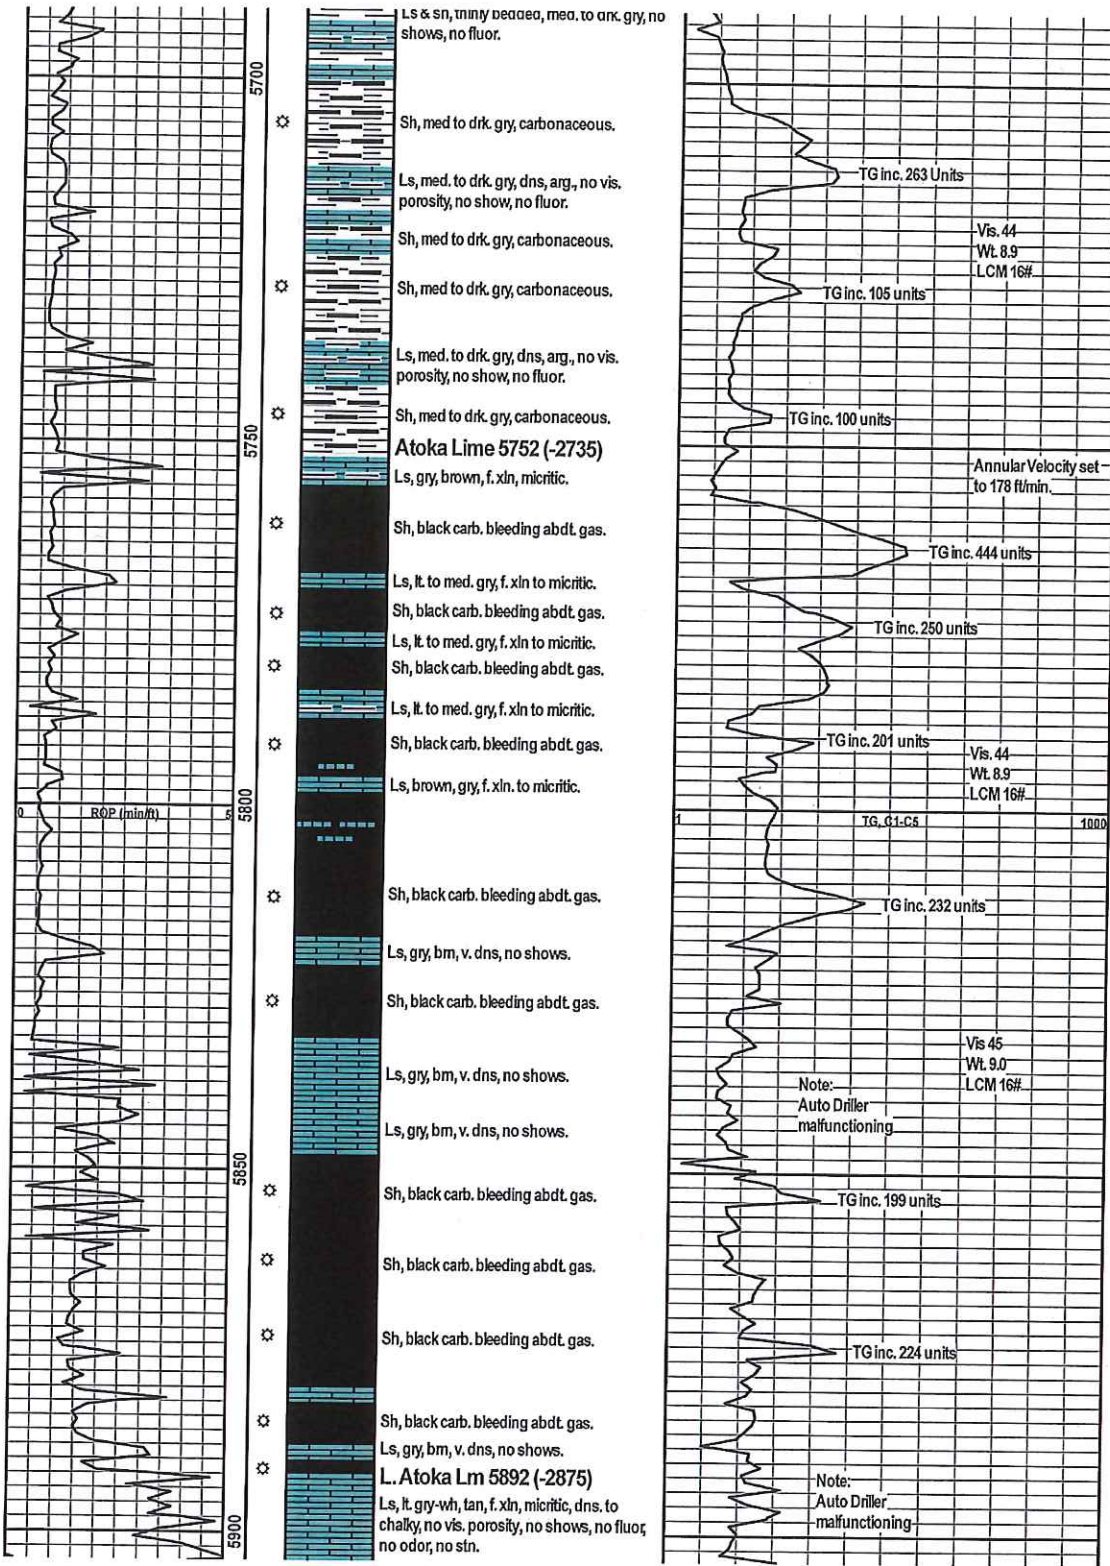 Ls & sh, thinly bedded, med. to drk. gry, no
shows, no fluor.
5700
Sh, med to drk. gry, carbonaceous.
TG inc. 263 Units
Ls, med. to drk. gry, dns, arg., no vis.
porosity, no show, no fluor.
Vis. 44
Wt. 8.9
LCM 16#
Sh, med to drk. gry, carbonaceous.
Sh, med to drk. gry, carbonaceous.
TG inc. 105 units
Ls, med. to drk. gry, dns, arg., no vis.
porosity, no show, no fluor.
Sh, med to drk. gry, carbonaceous.
TG inc. 100 units
5750
Atoka Lime 5752 (-2735)
Ls, gry, brown, f. xln, micritic.
Annular Velocity set
to 178 ft/min.
Sh, black carb. bleeding abdt. gas.
TG inc. 444 units
Ls, lt. to med. gry, f. xln to micritic.
Sh, black carb. bleeding abdt. gas.
TG inc. 250 units
Ls, lt. to med. gry, f. xln to micritic.
Sh, black carb. bleeding abdt. gas.
Ls, lt. to med. gry, f. xln to micritic.
Sh, black carb. bleeding abdt. gas.
TG inc. 201 units
Vis. 44
Wt. 8.9
LCM 16#
Ls, brown, gry, f. xln. to micritic.
5800
0 ROP (min/ft) 5
1 TG, C1-C5 1000
Sh, black carb. bleeding abdt. gas.
TG inc. 232 units
Ls, gry, brn, v. dns, no shows.
Sh, black carb. bleeding abdt. gas.
Vis 45
Wt. 9.0
LCM 16#
Ls, gry, brn, v. dns, no shows.
Note:
Auto Driller
malfunctioning
Ls, gry, brn, v. dns, no shows.
5850
Sh, black carb. bleeding abdt. gas.
TG inc. 199 units
Sh, black carb. bleeding abdt. gas.
Sh, black carb. bleeding abdt. gas.
TG inc. 224 units
Sh, black carb. bleeding abdt. gas.
Ls, gry, brn, v. dns, no shows.
L. Atoka Lm 5892 (-2875)
Ls, lt. gry-wh, tan, f. xln, micritic, dns. to
chalky, no vis. porosity, no shows, no fluor,
no odor, no stn.
Note:
Auto Driller
malfunctioning
5900